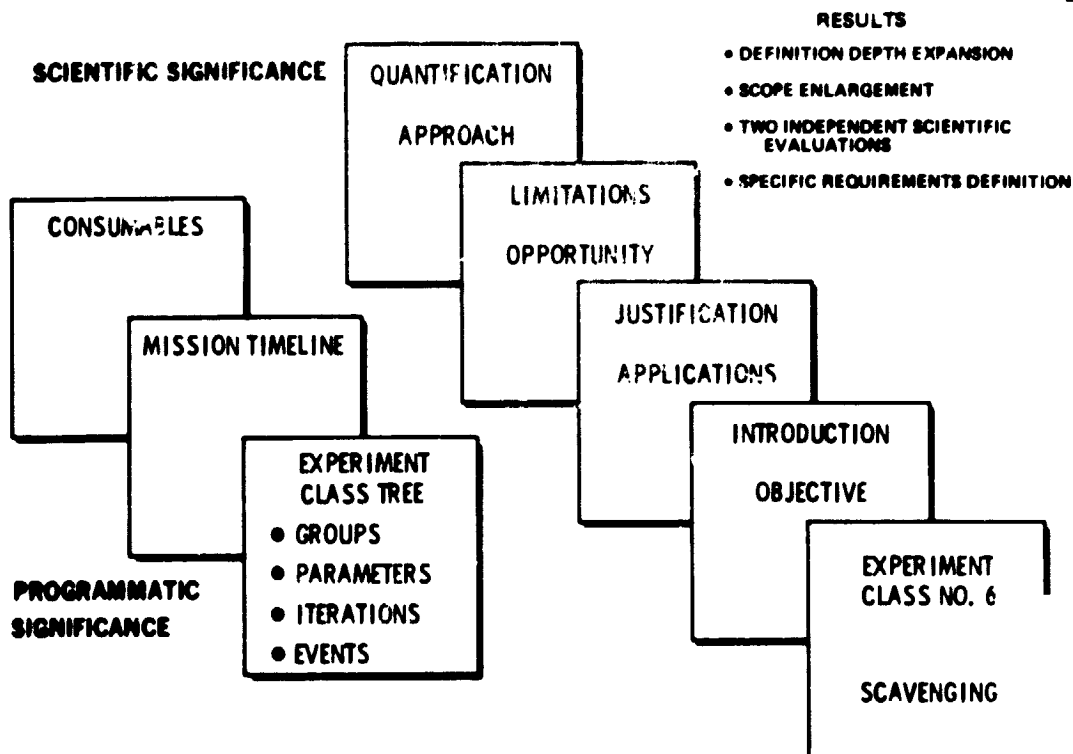 RESULTS
• DEFINITION DEPTH EXPANSION
• SCOPE ENLARGEMENT
• TWO INDEPENDENT SCIENTIFIC
EVALUATIONS
• SPECIFIC REQUIREMENTS DEFINITION
SCIENTIFIC SIGNIFICANCE
QUANTIFICATION
APPROACH
LIMITATIONS
OPPORTUNITY
JUSTIFICATION
APPLICATIONS
INTRODUCTION
OBJECTIVE
EXPERIMENT
CLASS NO. 6
SCAVENGING
CONSUMABLES
MISSION TIMELINE
EXPERIMENT
CLASS TREE
● GROUPS
● PARAMETERS
● ITERATIONS
● EVENTS
PROGRAMMATIC
SIGNIFICANCE